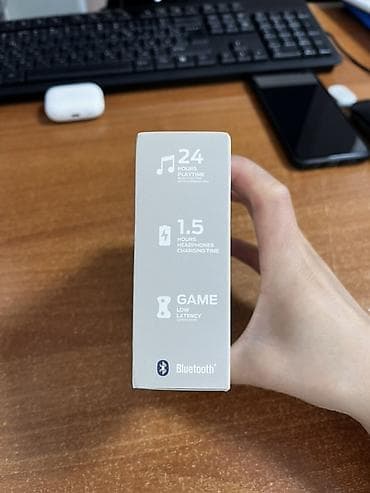 24
HOURS
PLAYTIME
1.5
HOURS
HEADPHONES
CHARGING TIME
GAME
LOW
LATENCY
Bluetooth®